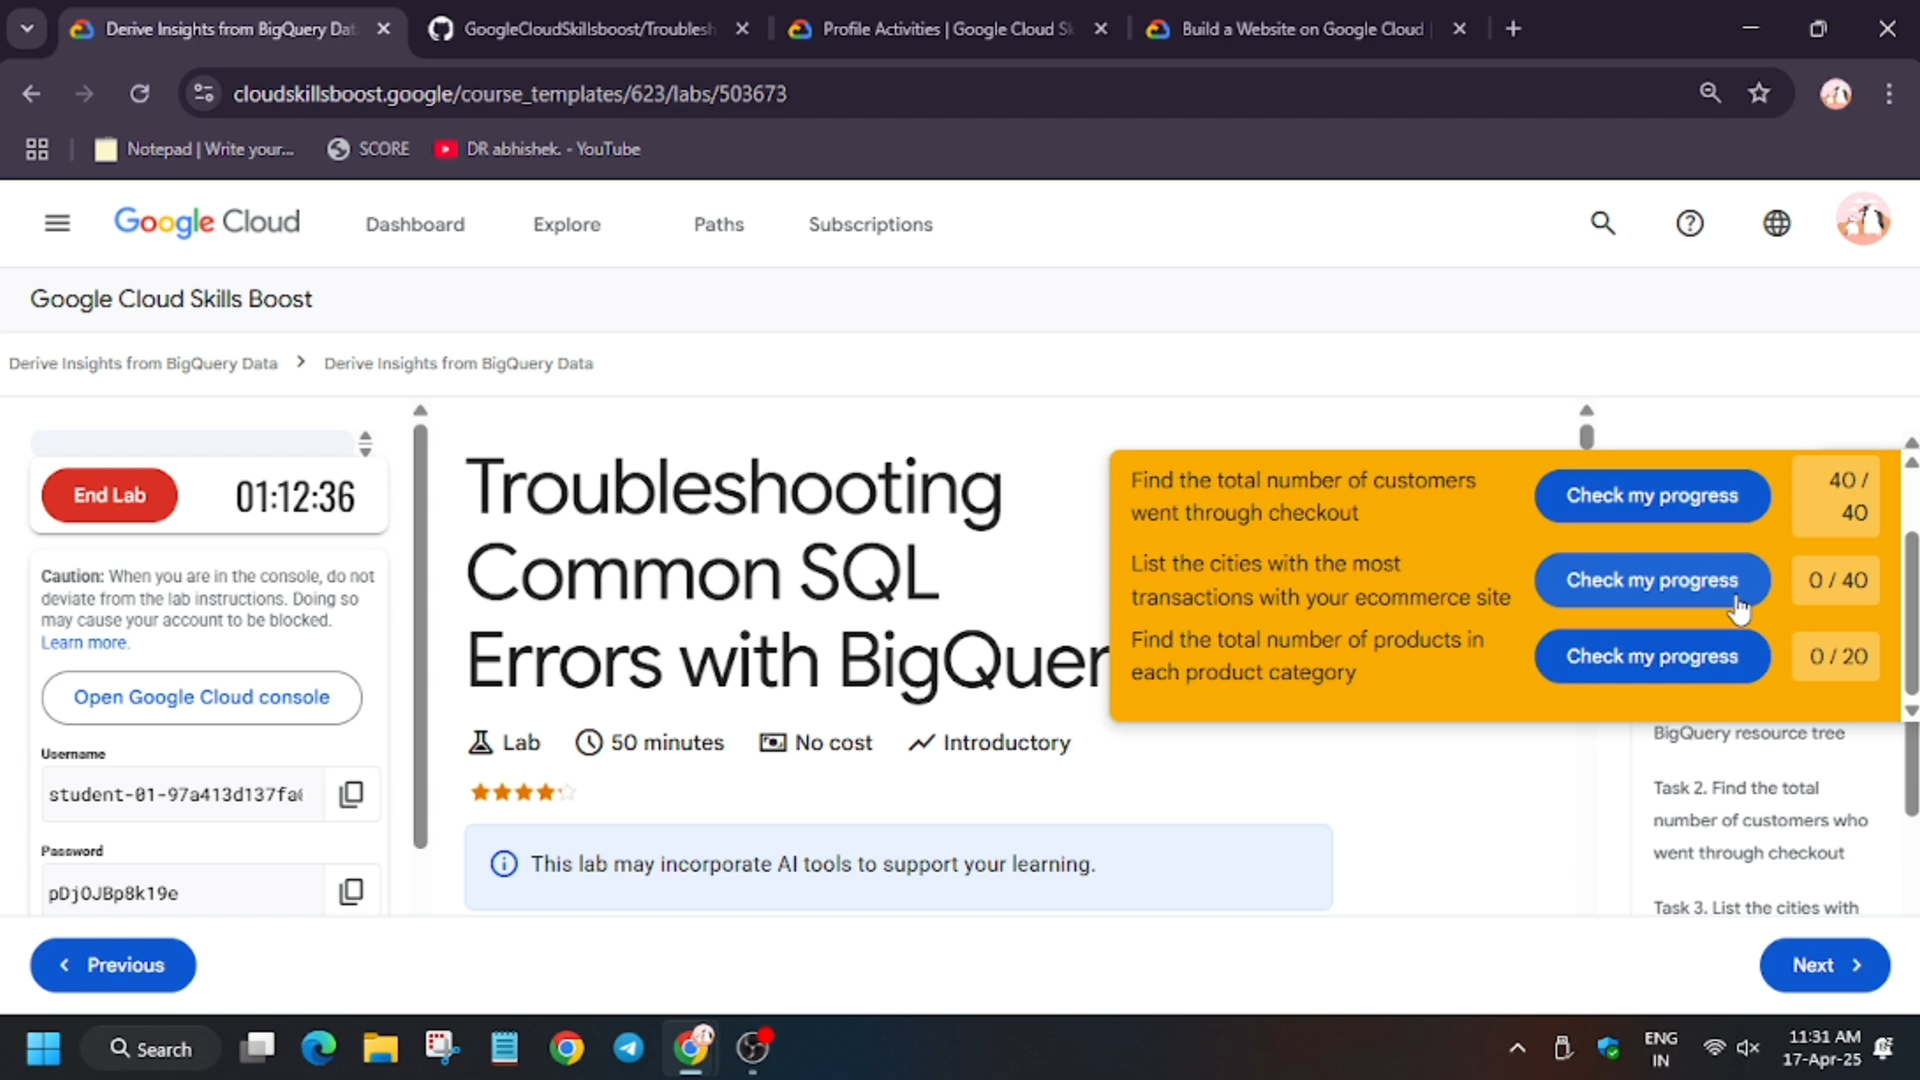 Derive Insights from BigQuery Dat
GoogleCloudSkillsboost/Troublesh
Profile Activities | Google Cloud Sk
Build a Website on Google Cloud |
cloudskillsboost.google/course_templates/623/labs/503673
Notepad | Write your...
SCORE
DR abhishek. - YouTube
Google Cloud
Dashboard
Explore
Paths
Subscriptions
Google Cloud Skills Boost
Derive Insights from BigQuery Data > Derive Insights from BigQuery Data
End Lab
01:12:36
Caution: When you are in the console, do not
deviate from the lab instructions. Doing so
may cause your account to be blocked.
Learn more.
Open Google Cloud console
Username
student-01-97a413d137fa
Password
pDjOJBp8k19e
Troubleshooting
Common SQL
Errors with BigQuer
Lab
50 minutes
No cost
Introductory
This lab may incorporate AI tools to support your learning.
Find the total number of customers
went through checkout
Check my progress
40 /
40
List the cities with the most
transactions with your ecommerce site
Check my progress
0 / 40
Find the total number of products in
each product category
Check my progress
0 / 20
BigQuery resource tree
Task 2. Find the total
number of customers who
went through checkout
Task 3. List the cities with
Previous
Next
Search
ENG
IN
11:31 AM
17-Apr-25